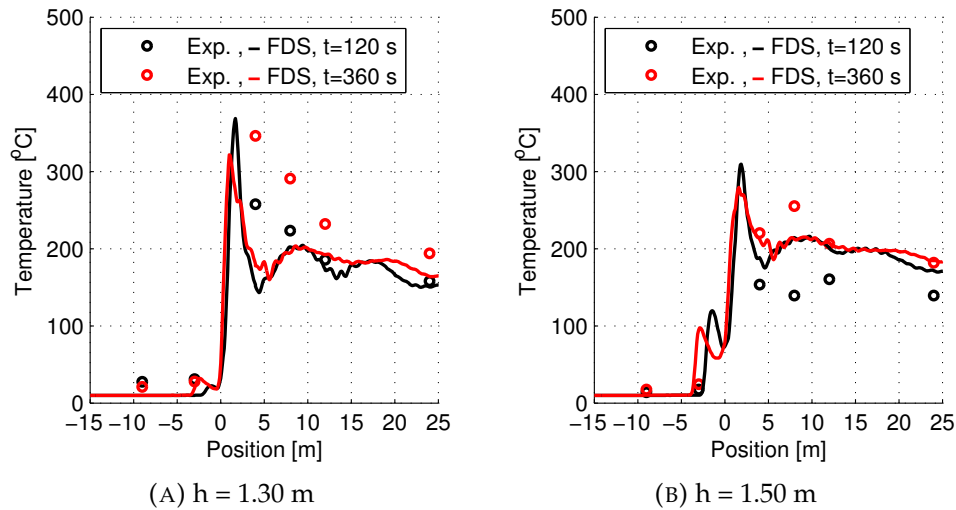 500
400
300
200
100
0
Temperature [°C]
Exp. , – FDS, t=120 s
Exp. , – FDS, t=360 s
−15 −10 −5 0 5 10 15 20 25
Position [m]
(A) h = 1.30 m
500
400
300
200
100
0
Temperature [°C]
Exp. , – FDS, t=120 s
Exp. , – FDS, t=360 s
−15 −10 −5 0 5 10 15 20 25
Position [m]
(B) h = 1.50 m